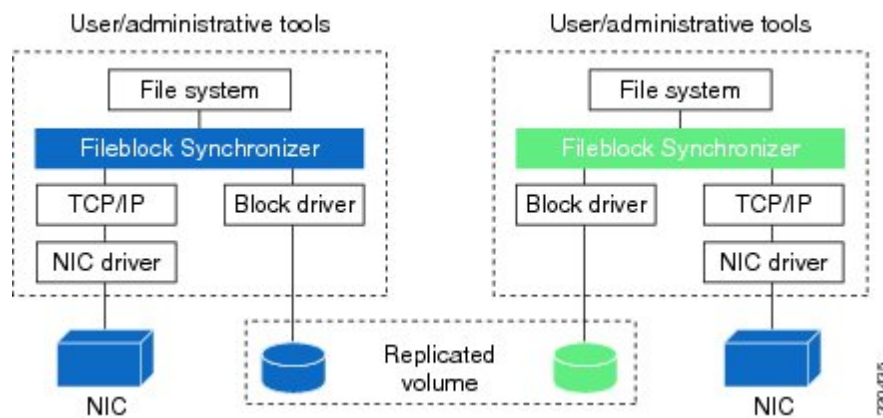 User/administrative tools
User/administrative tools
File system
File system
Fileblock Synchronizer
Fileblock Synchronizer
TCP/IP
Block driver
Block driver
TCP/IP
NIC driver
NIC driver
Replicated
volume
NIC
NIC